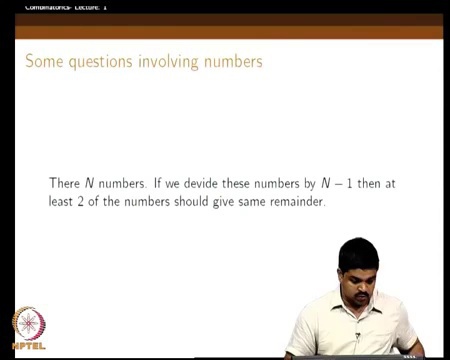 Combinatorics- Lecture: 1
Some questions involving numbers
There N numbers. If we devide these numbers by N − 1 then at
least 2 of the numbers should give same remainder.
NPTEL